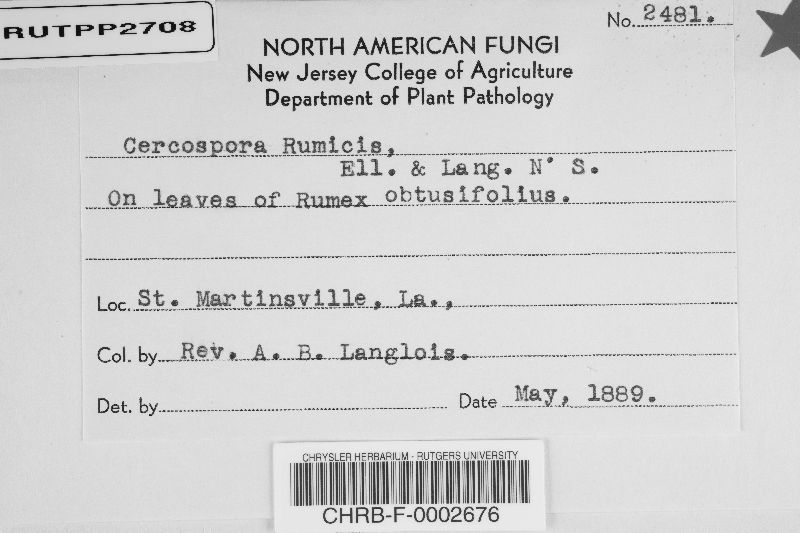 RUTPP2708
No. 2481.
NORTH AMERICAN FUNGI
New Jersey College of Agriculture
Department of Plant Pathology
Cercospora Rumicis,
Ell. & Lang. N' S.
On leaves of Rumex obtusifolius.
Loc. St. Martinsville, La.,
Col. by Rev. A. B. Langlois.
Det. by Date May, 1889.
CHRYSLER HERBARIUM - RUTGERS UNIVERSITY
CHRB-F-0002676